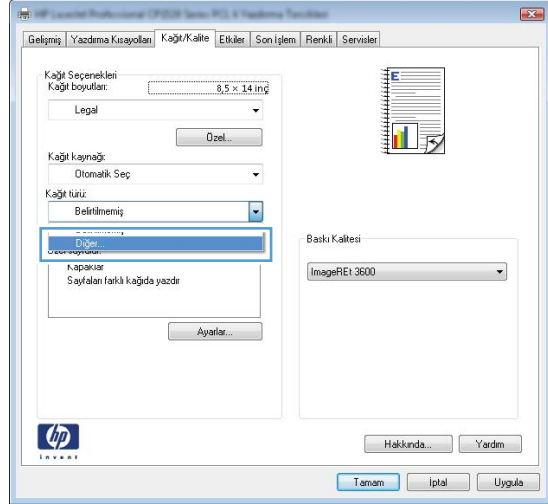 Gelişmiş Yazdırma Kısayolları Kağıt/Kalite Etkiler Son İşlem Renkli Servisler
Kağıt Seçenekleri
Kağıt boyutları: 8,5 × 14 inç
Legal
Özel...
Kağıt kaynağı:
Otomatik Seç
Kağıt türü:
Belirtilmemiş
Diğer...
Kapaklar
Sayfaları farklı kağıda yazdır
Ayarlar...
E
Baskı Kalitesi
ImageREt 3600
hp
invent
Hakkında... Yardım
Tamam İptal Uygula